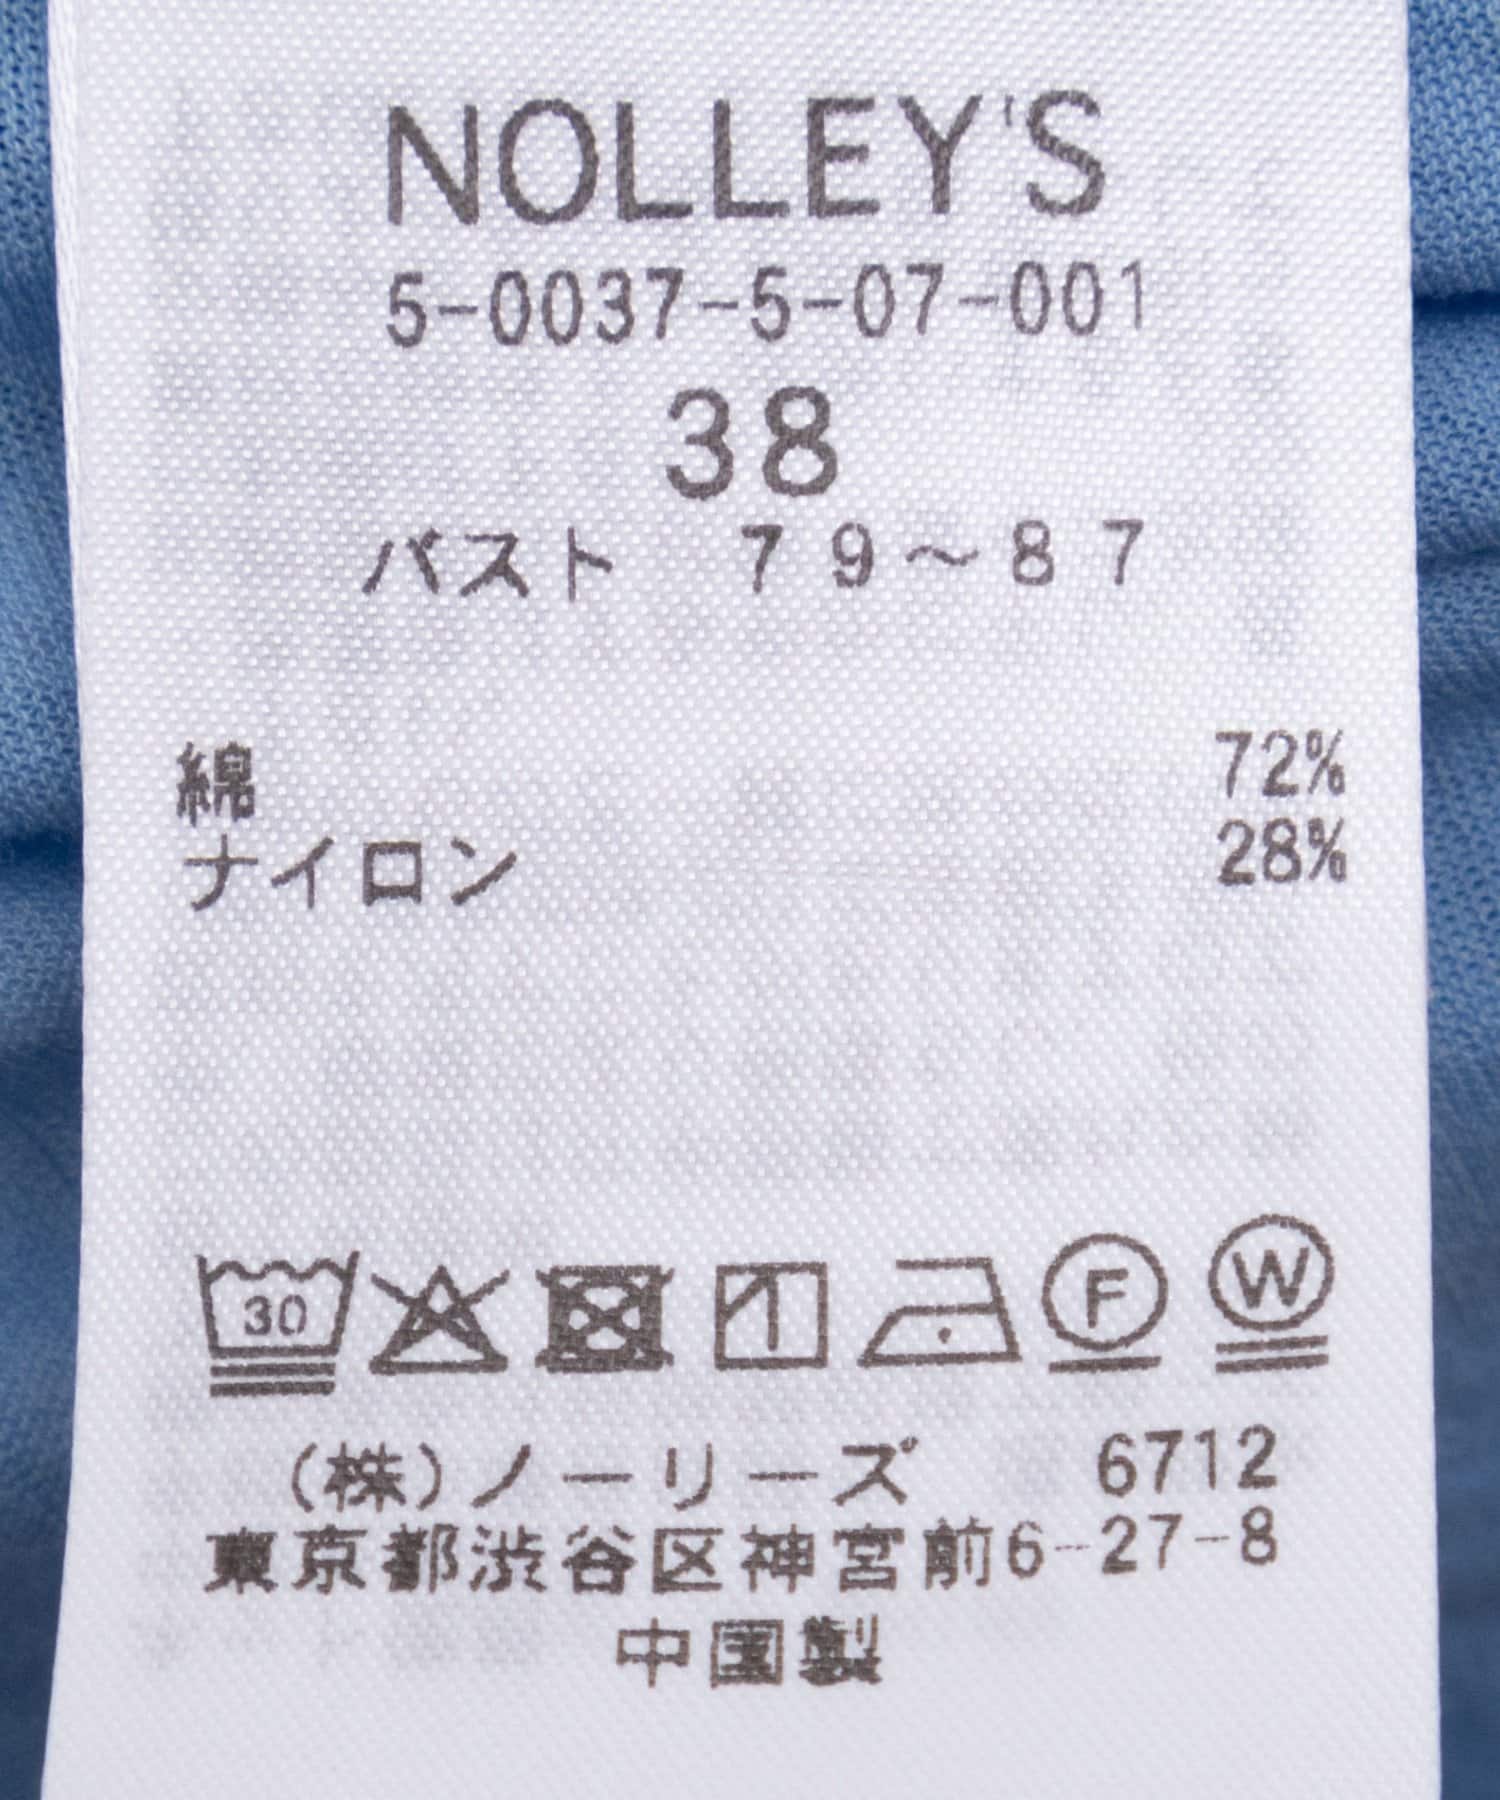 NOLLEY'S
5-0037-5-07-001
38
バスト 79～87
綿 72%
ナイロン 28%
30 F W
(株)ノーリーズ 6712
東京都渋谷区神宮前6-27-8
中国製